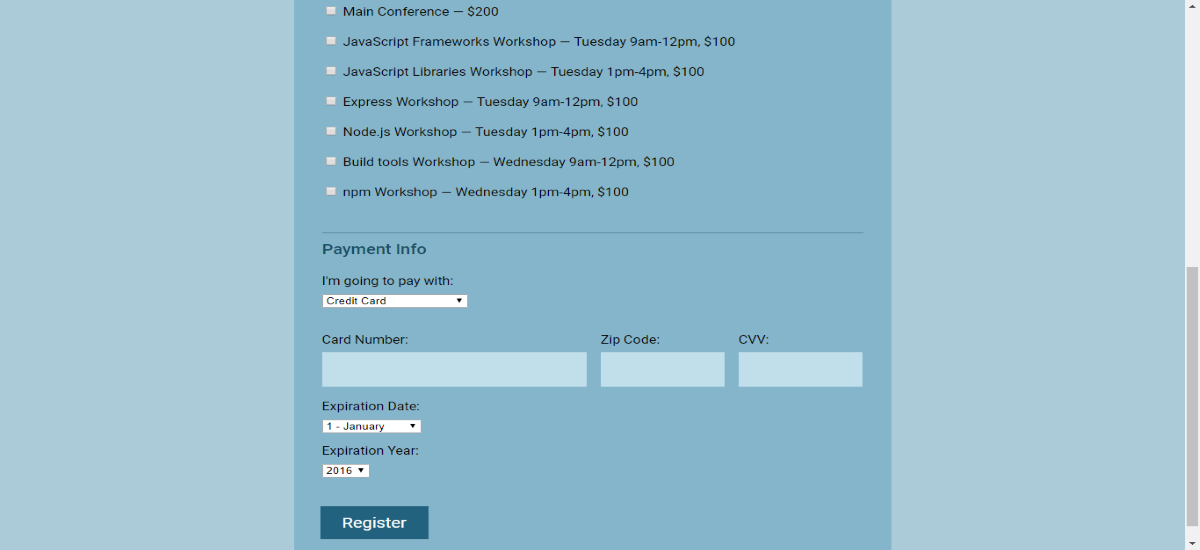 Main Conference — $200
JavaScript Frameworks Workshop — Tuesday 9am-12pm, $100
JavaScript Libraries Workshop — Tuesday 1pm-4pm, $100
Express Workshop — Tuesday 9am-12pm, $100
Node.js Workshop — Tuesday 1pm-4pm, $100
Build tools Workshop — Wednesday 9am-12pm, $100
npm Workshop — Wednesday 1pm-4pm, $100
Payment Info
I'm going to pay with:
Credit Card
Card Number: Zip Code: CVV:
Expiration Date:
1 - January
Expiration Year:
2016
Register